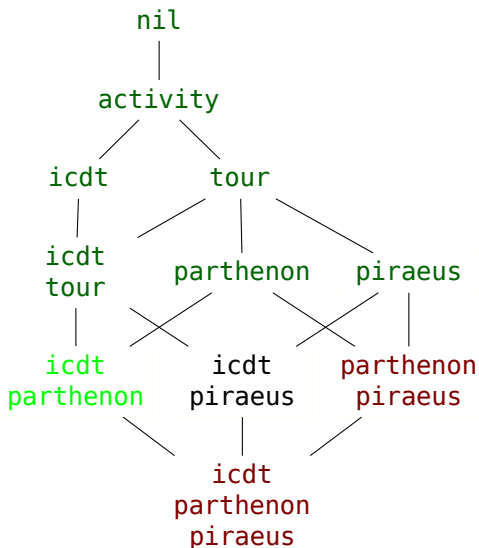 nil
activity
icdt
tour
icdt
tour
parthenon
piraeus
icdt
parthenon
icdt
piraeus
parthenon
piraeus
icdt
parthenon
piraeus